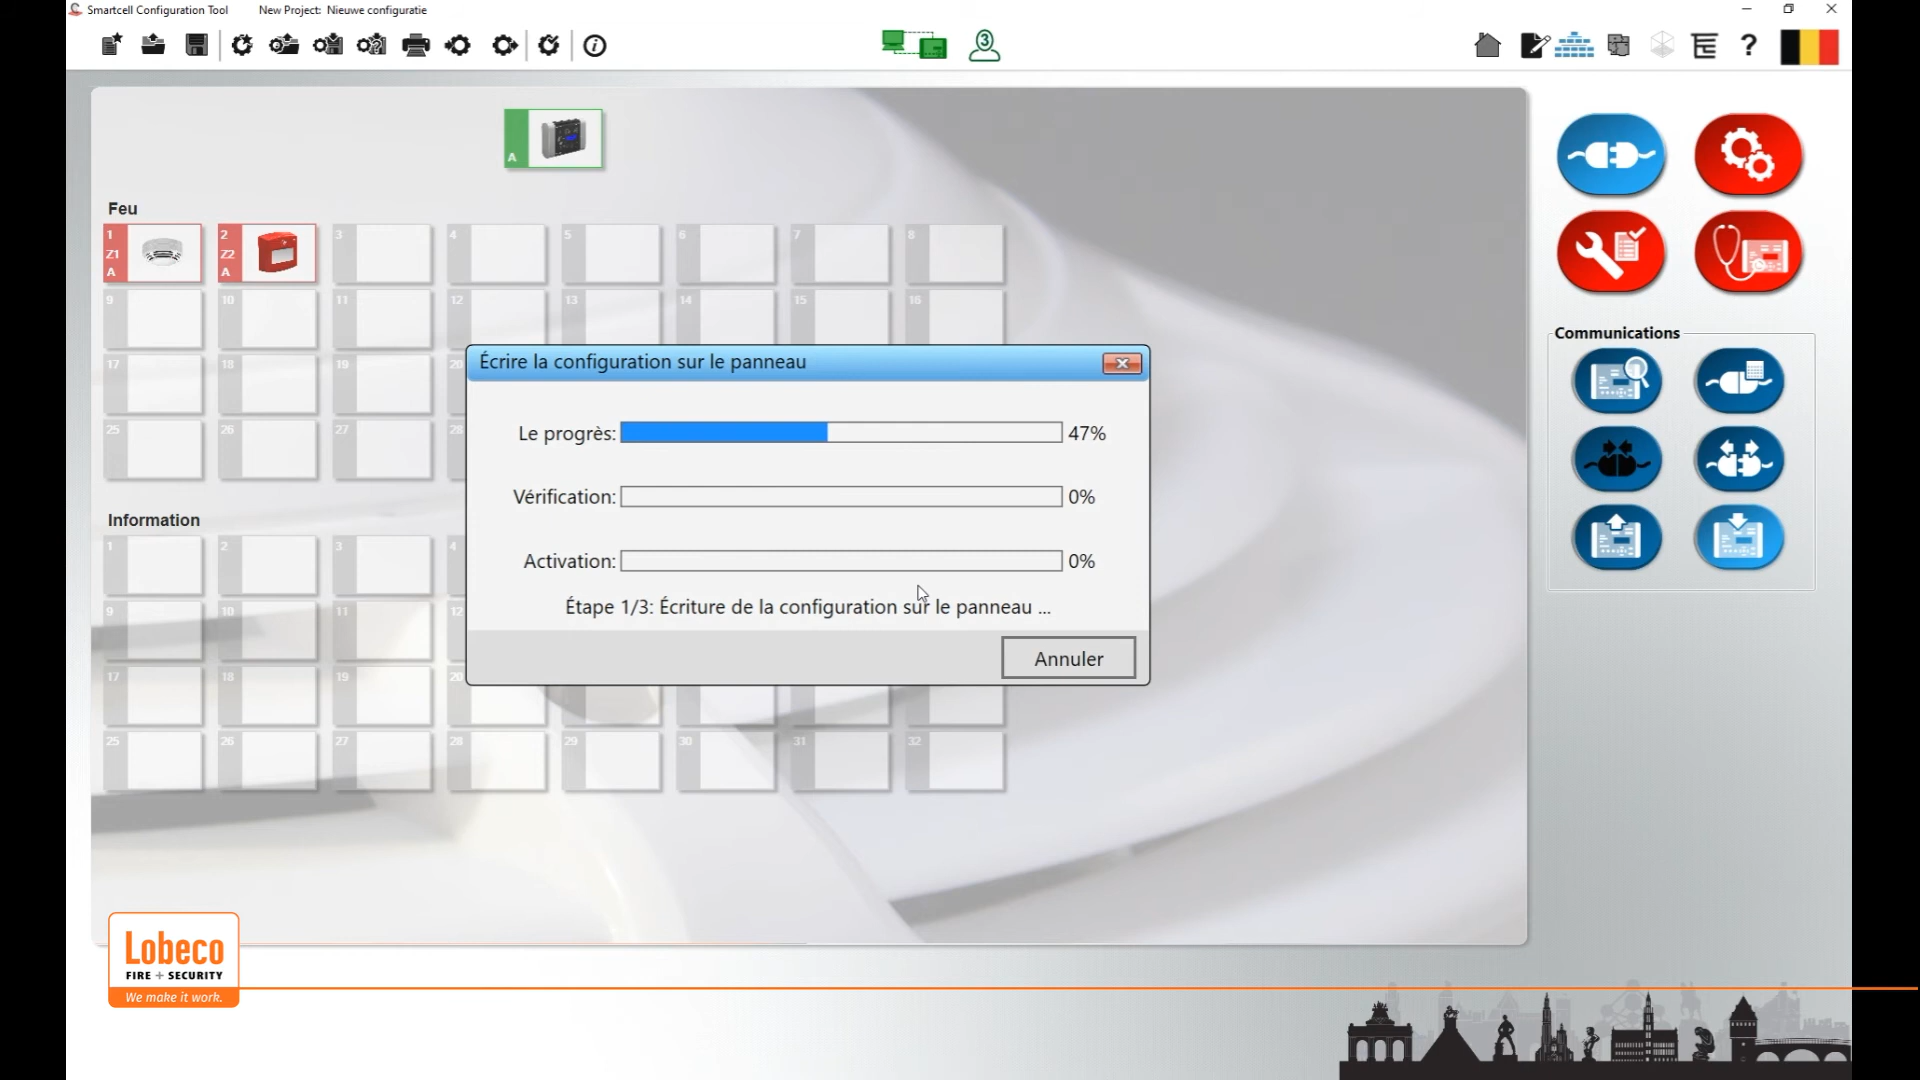 Smartcell Configuration Tool New Project: Nieuwe configuratie
3
A
Feu
1 Z1 A
2 Z2 A
3 4 5 6 7 8
9 10 11 12 13 14 15 16
17 18 19 20
25 26 27 28
Écrire la configuration sur le panneau
Le progrès: 47%
Vérification: 0%
Activation: 0%
Étape 1/3: Écriture de la configuration sur le panneau ...
Annuler
Information
1 2 3 4
9 10 11 12
17 18 19 20
25 26 27 28 29 30 31 32
Communications
Lobeco
FIRE + SECURITY
We make it work.